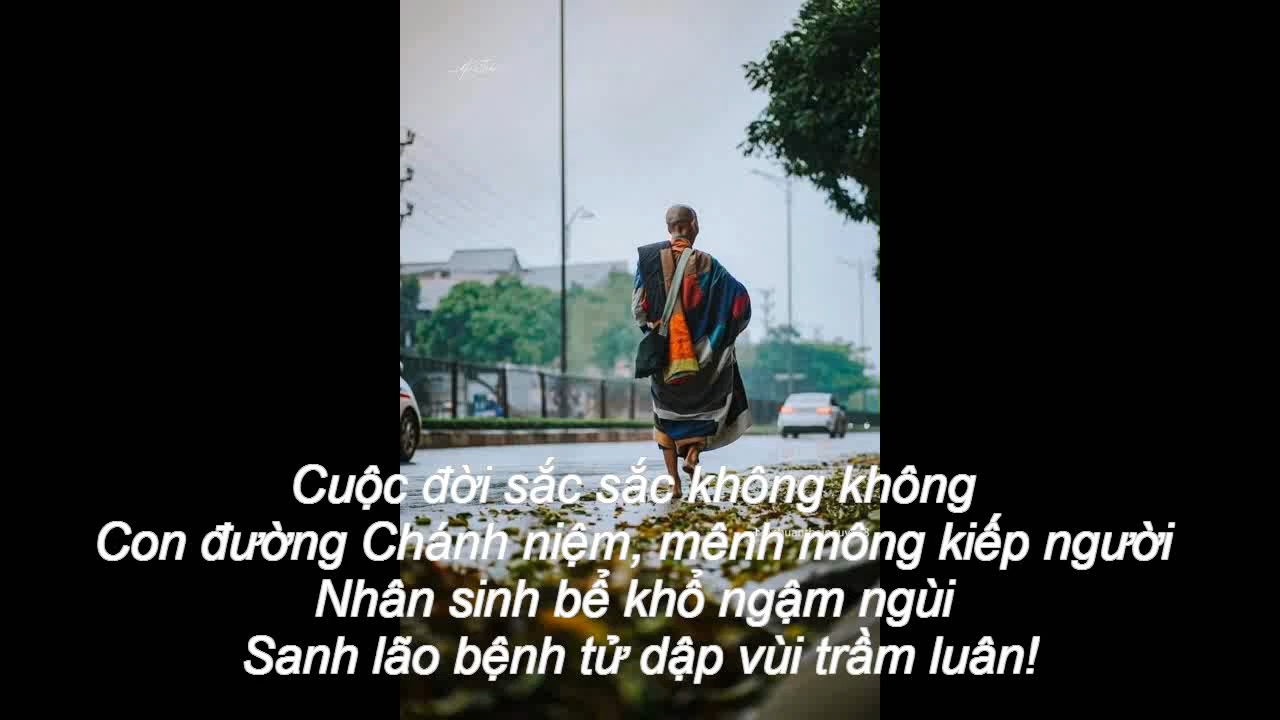 Cuộc đời sắc sắc không không
Con đường Chánh niệm, mênh mông kiếp người
Nhân sinh bể khổ ngậm ngùi
Sanh lão bệnh tử dập vùi trầm luân!